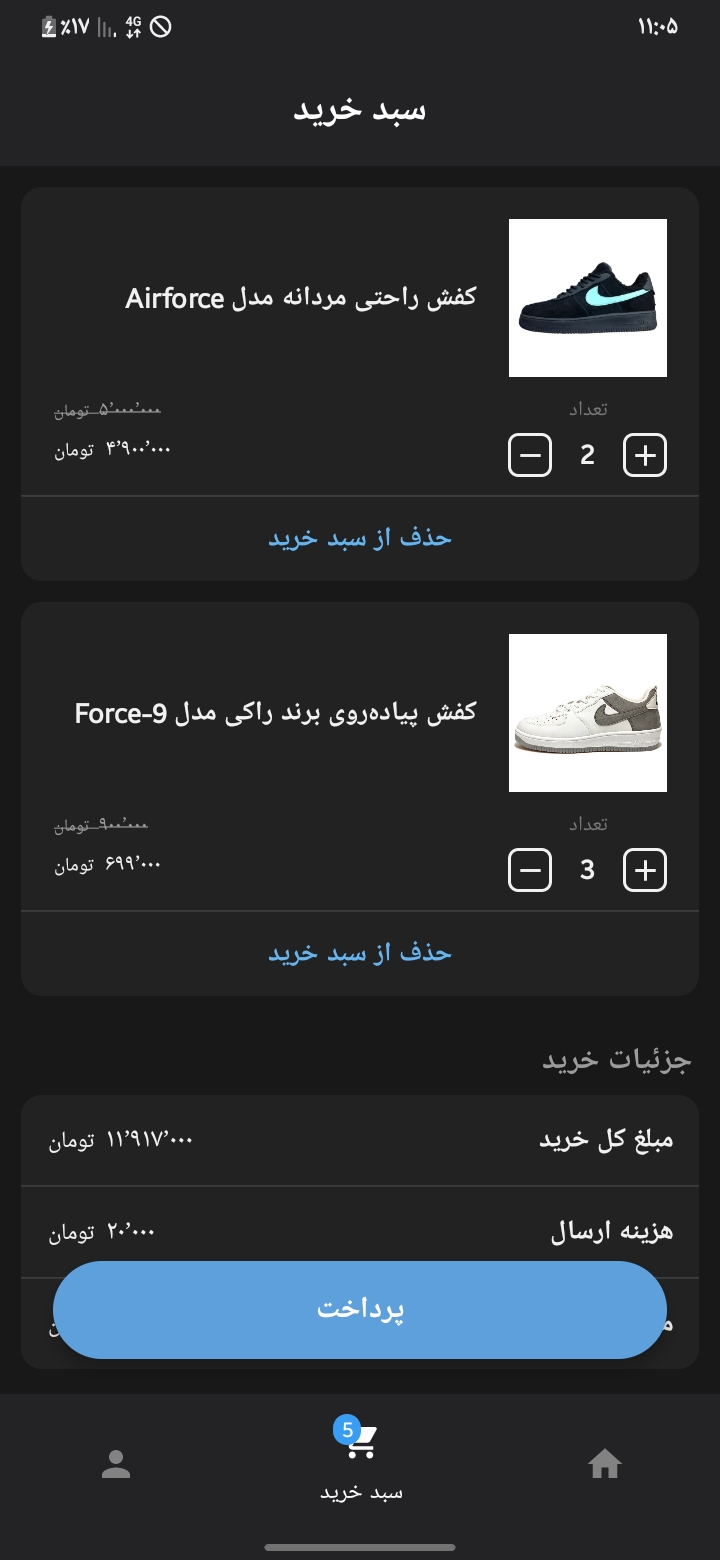 ۱۱:۰۵
4G
٪۱۷
سبد خرید
کفش راحتی مردانه مدل Airforce
تعداد
۵٬۰۰۰٬۰۰۰ تومان
2
۴٬۹۰۰٬۰۰۰ تومان
حذف از سبد خرید
کفش پیاده‌روی برند راکی مدل Force-9
تعداد
۹۰۰٬۰۰۰ تومان
3
۶۹۹٬۰۰۰ تومان
حذف از سبد خرید
جزئیات خرید
مبلغ کل خرید
۱۱٬۹۱۷٬۰۰۰ تومان
هزینه ارسال
۲۰٬۰۰۰ تومان
پرداخت
5
سبد خرید